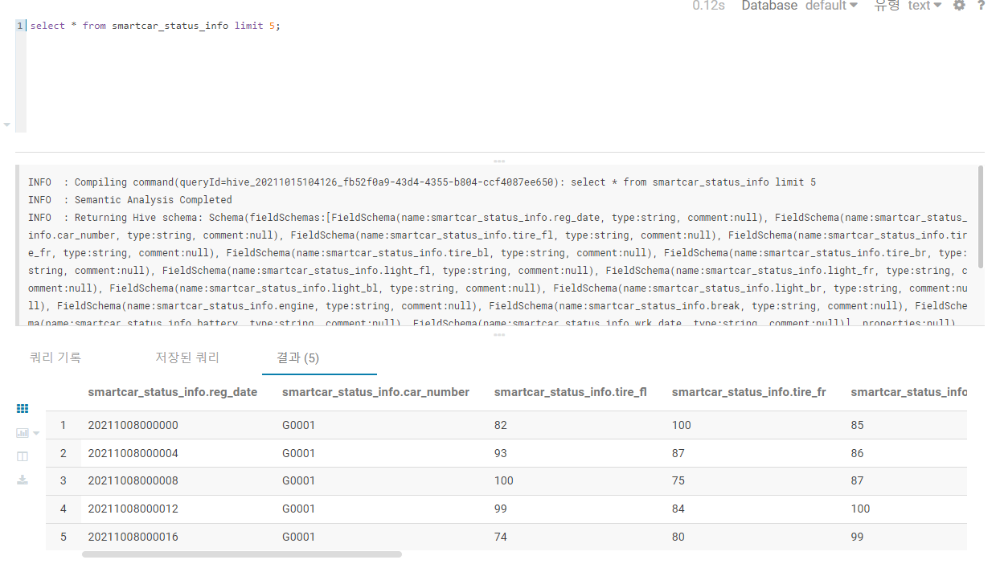 0.12s Database default 유형 text ?
1 select * from smartcar_status_info limit 5;
INFO : Compiling command(queryId=hive_20211015104126_fb52f0a9-43d4-4355-b804-ccf4087ee650): select * from smartcar_status_info limit 5
INFO : Semantic Analysis Completed
INFO : Returning Hive schema: Schema(fieldSchemas:[FieldSchema(name:smartcar_status_info.reg_date, type:string, comment:null), FieldSchema(name:smartcar_status_
info.car_number, type:string, comment:null), FieldSchema(name:smartcar_status_info.tire_fl, type:string, comment:null), FieldSchema(name:smartcar_status_info.tir
e_fr, type:string, comment:null), FieldSchema(name:smartcar_status_info.tire_bl, type:string, comment:null), FieldSchema(name:smartcar_status_info.tire_br, type:
string, comment:null), FieldSchema(name:smartcar_status_info.light_fl, type:string, comment:null), FieldSchema(name:smartcar_status_info.light_fr, type:string, c
omment:null), FieldSchema(name:smartcar_status_info.light_bl, type:string, comment:null), FieldSchema(name:smartcar_status_info.light_br, type:string, comment:nu
ll), FieldSchema(name:smartcar_status_info.engine, type:string, comment:null), FieldSchema(name:smartcar_status_info.break, type:string, comment:null), FieldSche
ma(name:smartcar_status_info.battery, type:string, comment:null), FieldSchema(name:smartcar_status_info.wrk_date, type:string, comment:null)], properties:null)
쿼리 기록 저장된 쿼리 결과 (5)
smartcar_status_info.reg_date smartcar_status_info.car_number smartcar_status_info.tire_fl smartcar_status_info.tire_fr smartcar_status_info
1 20211008000000 G0001 82 100 85
2 20211008000004 G0001 93 87 86
3 20211008000008 G0001 100 75 87
4 20211008000012 G0001 99 84 100
5 20211008000016 G0001 74 80 99